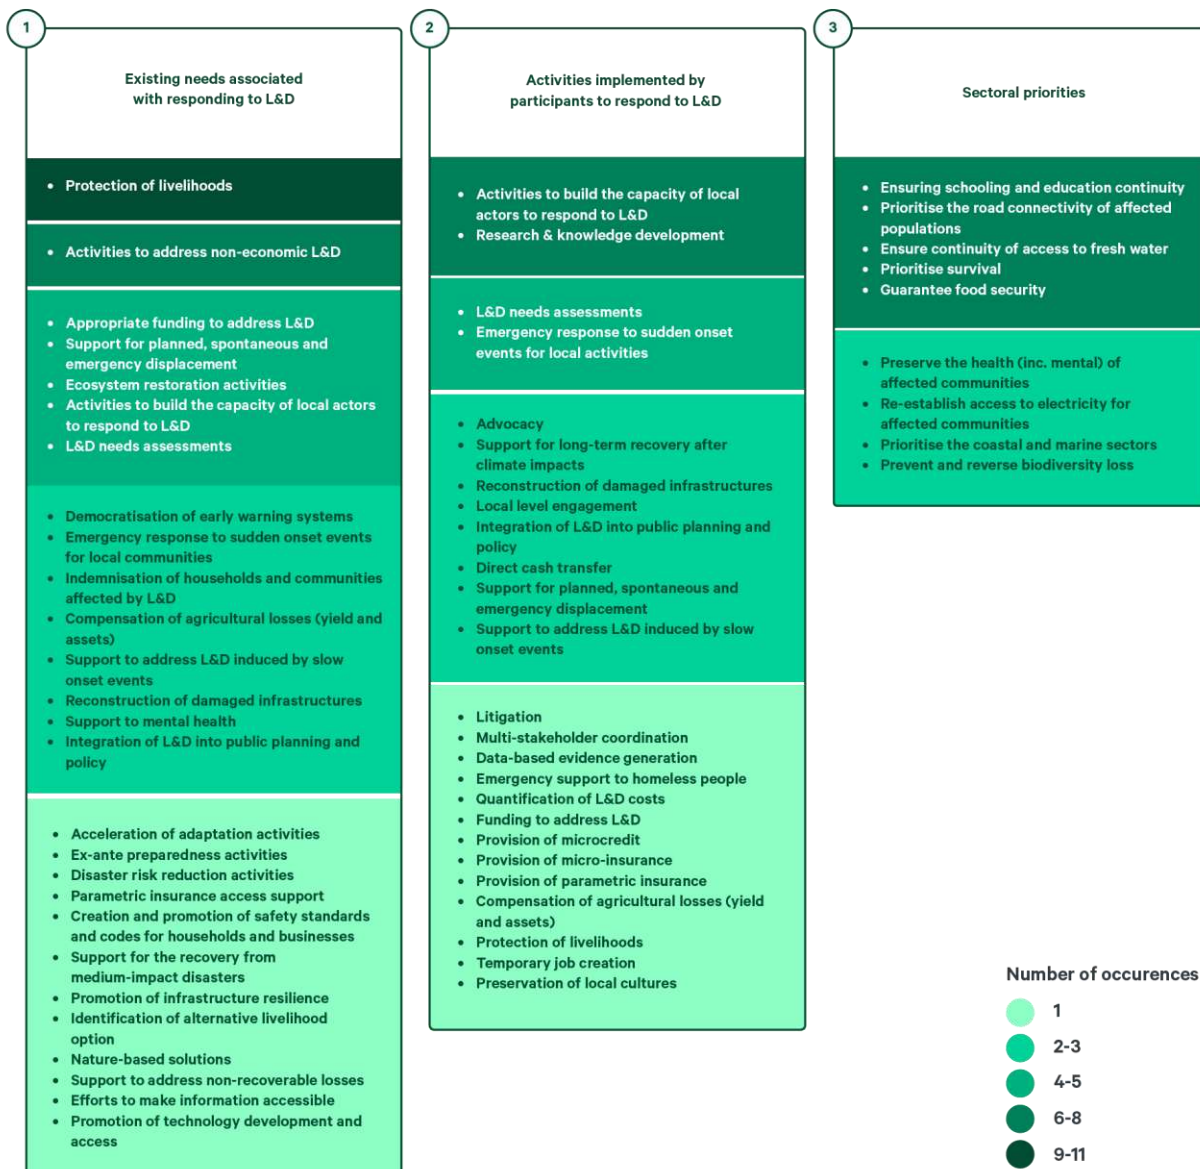 1
Existing needs associated
with responding to L&D
• Protection of livelihoods
• Activities to address non-economic L&D
• Appropriate funding to address L&D
• Support for planned, spontaneous and
emergency displacement
• Ecosystem restoration activities
• Activities to build the capacity of local actors
to respond to L&D
• L&D needs assessments
• Democratisation of early warning systems
• Emergency response to sudden onset events
for local communities
• Indemnisation of households and communities
affected by L&D
• Compensation of agricultural losses (yield and
assets)
• Support to address L&D induced by slow
onset events
• Reconstruction of damaged infrastructures
• Support to mental health
• Integration of L&D into public planning and
policy
• Acceleration of adaptation activities
• Ex-ante preparedness activities
• Disaster risk reduction activities
• Parametric insurance access support
• Creation and promotion of safety standards
and codes for households and businesses
• Support for the recovery from
medium-impact disasters
• Promotion of infrastructure resilience
• Identification of alternative livelihood
option
• Nature-based solutions
• Support to address non-recoverable losses
• Efforts to make information accessible
• Promotion of technology development and
access
2
Activities implemented by
participants to respond to L&D
• Activities to build the capacity of local
actors to respond to L&D
• Research & knowledge development
• L&D needs assessments
• Emergency response to sudden onset
events for local activities
• Advocacy
• Support for long-term recovery after
climate impacts
• Reconstruction of damaged infrastructures
• Local level engagement
• Integration of L&D into public planning and
policy
• Direct cash transfer
• Support for planned, spontaneous and
emergency displacement
• Support to address L&D induced by slow
onset events
• Litigation
• Multi-stakeholder coordination
• Data-based evidence generation
• Emergency support to homeless people
• Quantification of L&D costs
• Funding to address L&D
• Provision of microcredit
• Provision of micro-insurance
• Provision of parametric insurance
• Compensation of agricultural losses (yield
and assets)
• Protection of livelihoods
• Temporary job creation
• Preservation of local cultures
3
Sectoral priorities
• Ensuring schooling and education continuity
• Prioritise the road connectivity of affected
populations
• Ensure continuity of access to fresh water
• Prioritise survival
• Guarantee food security
• Preserve the health (inc. mental) of
affected communities
• Re-establish access to electricity for
affected communities
• Prioritise the coastal and marine sectors
• Prevent and reverse biodiversity loss
Number of occurences
1
2-3
4-5
6-8
9-11